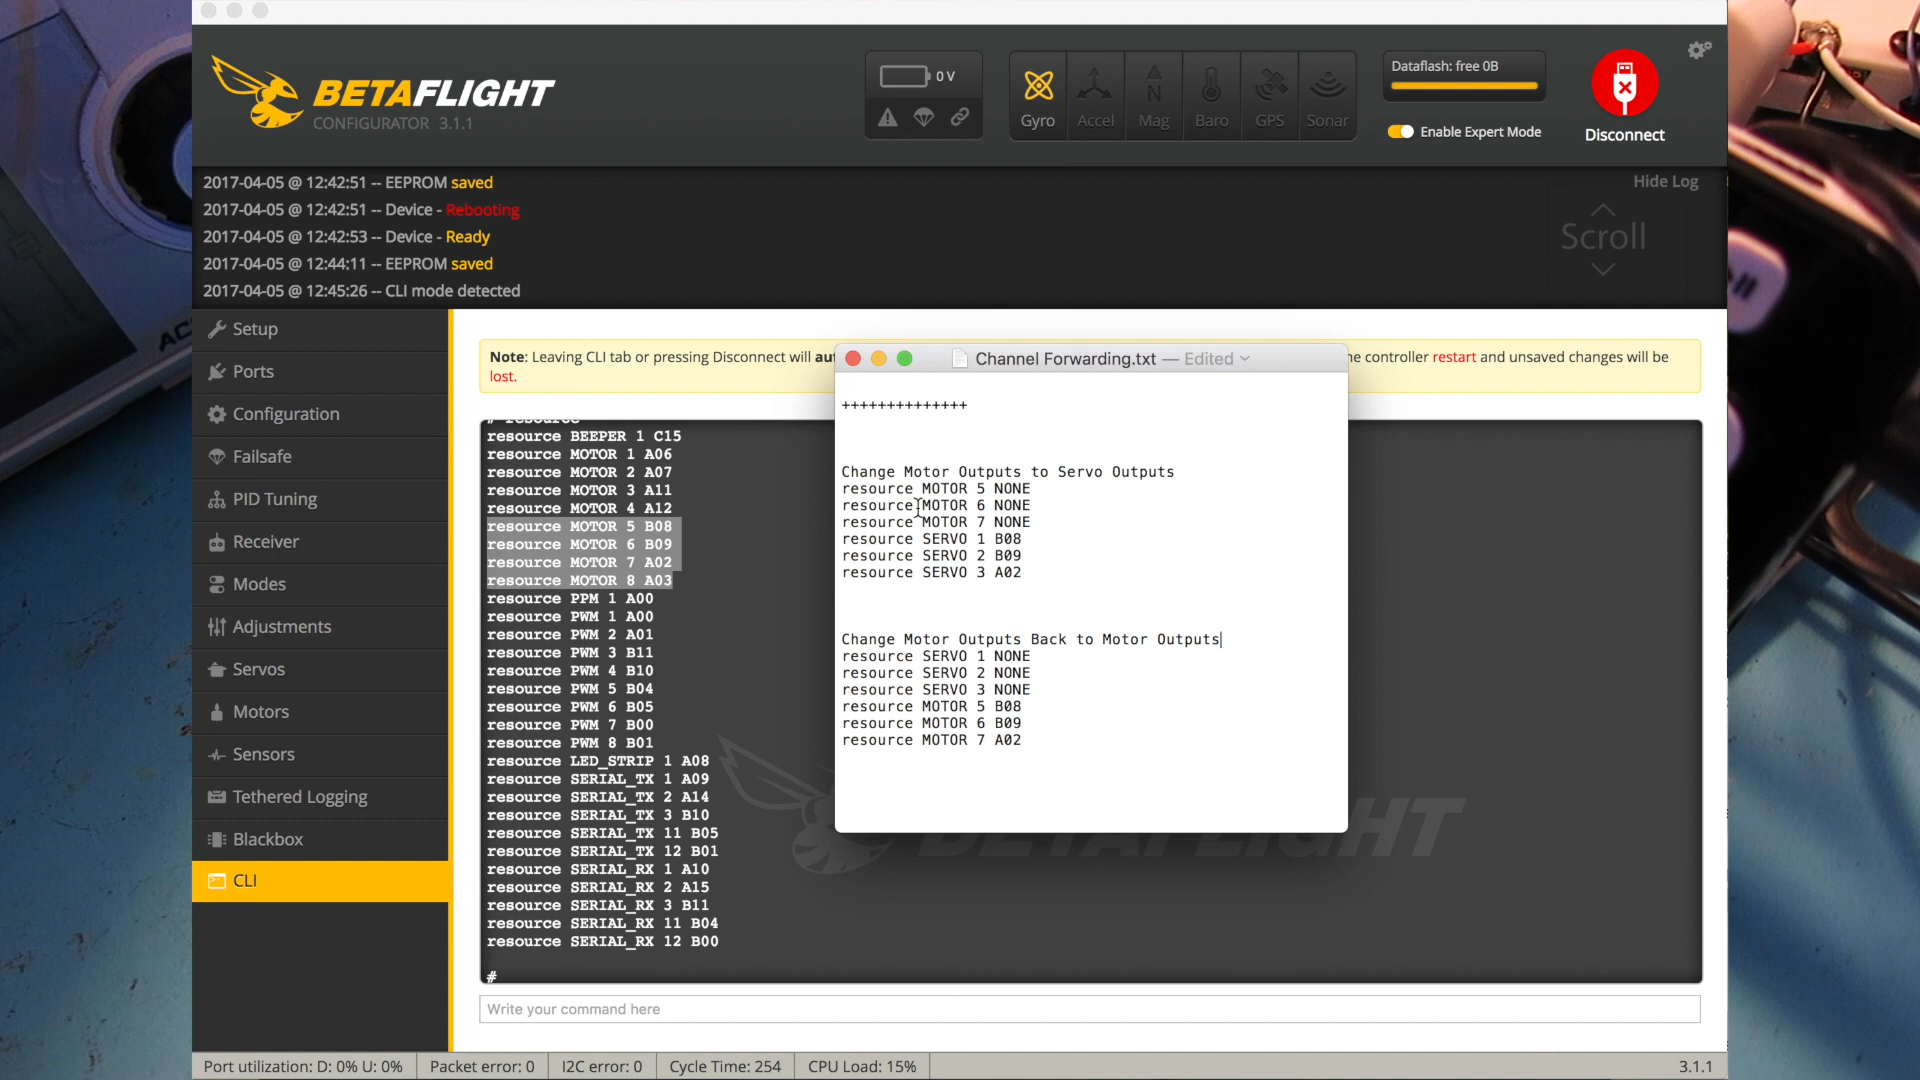 BETAFLIGHT
CONFIGURATOR 3.1.1
0 V
Gyro
Accel
Mag
Baro
GPS
Sonar
Dataflash: free 0B
Enable Expert Mode
Disconnect
2017-04-05 @ 12:42:51 -- EEPROM saved
2017-04-05 @ 12:42:51 -- Device - Rebooting
2017-04-05 @ 12:42:53 -- Device - Ready
2017-04-05 @ 12:44:11 -- EEPROM saved
2017-04-05 @ 12:45:26 -- CLI mode detected
Hide Log
Scroll
Setup
Ports
Configuration
Failsafe
PID Tuning
Receiver
Modes
Adjustments
Servos
Motors
Sensors
Tethered Logging
Blackbox
CLI
Note: Leaving CLI tab or pressing Disconnect will controller restart and unsaved changes will be
lost.
# resource
resource BEEPER 1 C15
resource MOTOR 1 A06
resource MOTOR 2 A07
resource MOTOR 3 A11
resource MOTOR 4 A12
resource MOTOR 5 B08
resource MOTOR 6 B09
resource MOTOR 7 A02
resource MOTOR 8 A03
resource PPM 1 A00
resource PWM 1 A00
resource PWM 2 A01
resource PWM 3 B11
resource PWM 4 B10
resource PWM 5 B04
resource PWM 6 B05
resource PWM 7 B00
resource PWM 8 B01
resource LED_STRIP 1 A08
resource SERIAL_TX 1 A09
resource SERIAL_TX 2 A14
resource SERIAL_TX 3 B10
resource SERIAL_TX 11 B05
resource SERIAL_TX 12 B01
resource SERIAL_RX 1 A10
resource SERIAL_RX 2 A15
resource SERIAL_RX 3 B11
resource SERIAL_RX 11 B04
resource SERIAL_RX 12 B00
#
Write your command here
Channel Forwarding.txt — Edited
++++++++++++++
Change Motor Outputs to Servo Outputs
resource MOTOR 5 NONE
resource MOTOR 6 NONE
resource MOTOR 7 NONE
resource SERVO 1 B08
resource SERVO 2 B09
resource SERVO 3 A02
Change Motor Outputs Back to Motor Outputs
resource SERVO 1 NONE
resource SERVO 2 NONE
resource SERVO 3 NONE
resource MOTOR 5 B08
resource MOTOR 6 B09
resource MOTOR 7 A02
Port utilization: D: 0% U: 0%
Packet error: 0
I2C error: 0
Cycle Time: 254
CPU Load: 15%
3.1.1